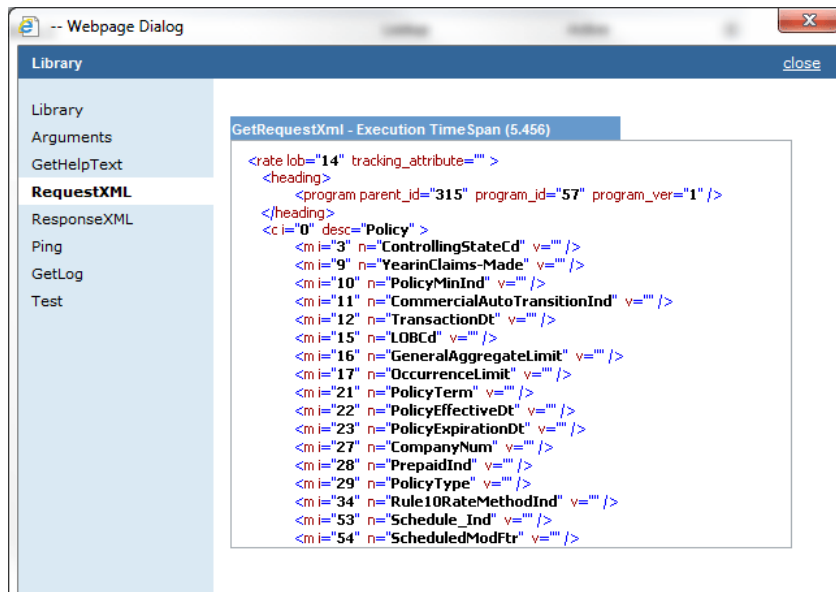 -- Webpage Dialog
Library
close
Library
Arguments
GetHelpText
RequestXML
ResponseXML
Ping
GetLog
Test
GetRequestXml - Execution TimeSpan (5.456)
<rate lob="14" tracking_attribute="" >
<heading>
<program parent_id="315" program_id="57" program_ver="1" />
</heading>
<c i="0" desc="Policy" >
<m i="3" n="ControllingStateCd" v="" />
<m i="9" n="YearinClaims-Made" v="" />
<m i="10" n="PolicyMinInd" v="" />
<m i="11" n="CommercialAutoTransitionInd" v="" />
<m i="12" n="TransactionDt" v="" />
<m i="15" n="LOBCd" v="" />
<m i="16" n="GeneralAggregateLimit" v="" />
<m i="17" n="OccurrenceLimit" v="" />
<m i="21" n="PolicyTerm" v="" />
<m i="22" n="PolicyEffectiveDt" v="" />
<m i="23" n="PolicyExpirationDt" v="" />
<m i="27" n="CompanyNum" v="" />
<m i="28" n="PrepaidInd" v="" />
<m i="29" n="PolicyType" v="" />
<m i="34" n="Rule10RateMethodInd" v="" />
<m i="53" n="Schedule_Ind" v="" />
<m i="54" n="ScheduledModFtr" v="" />